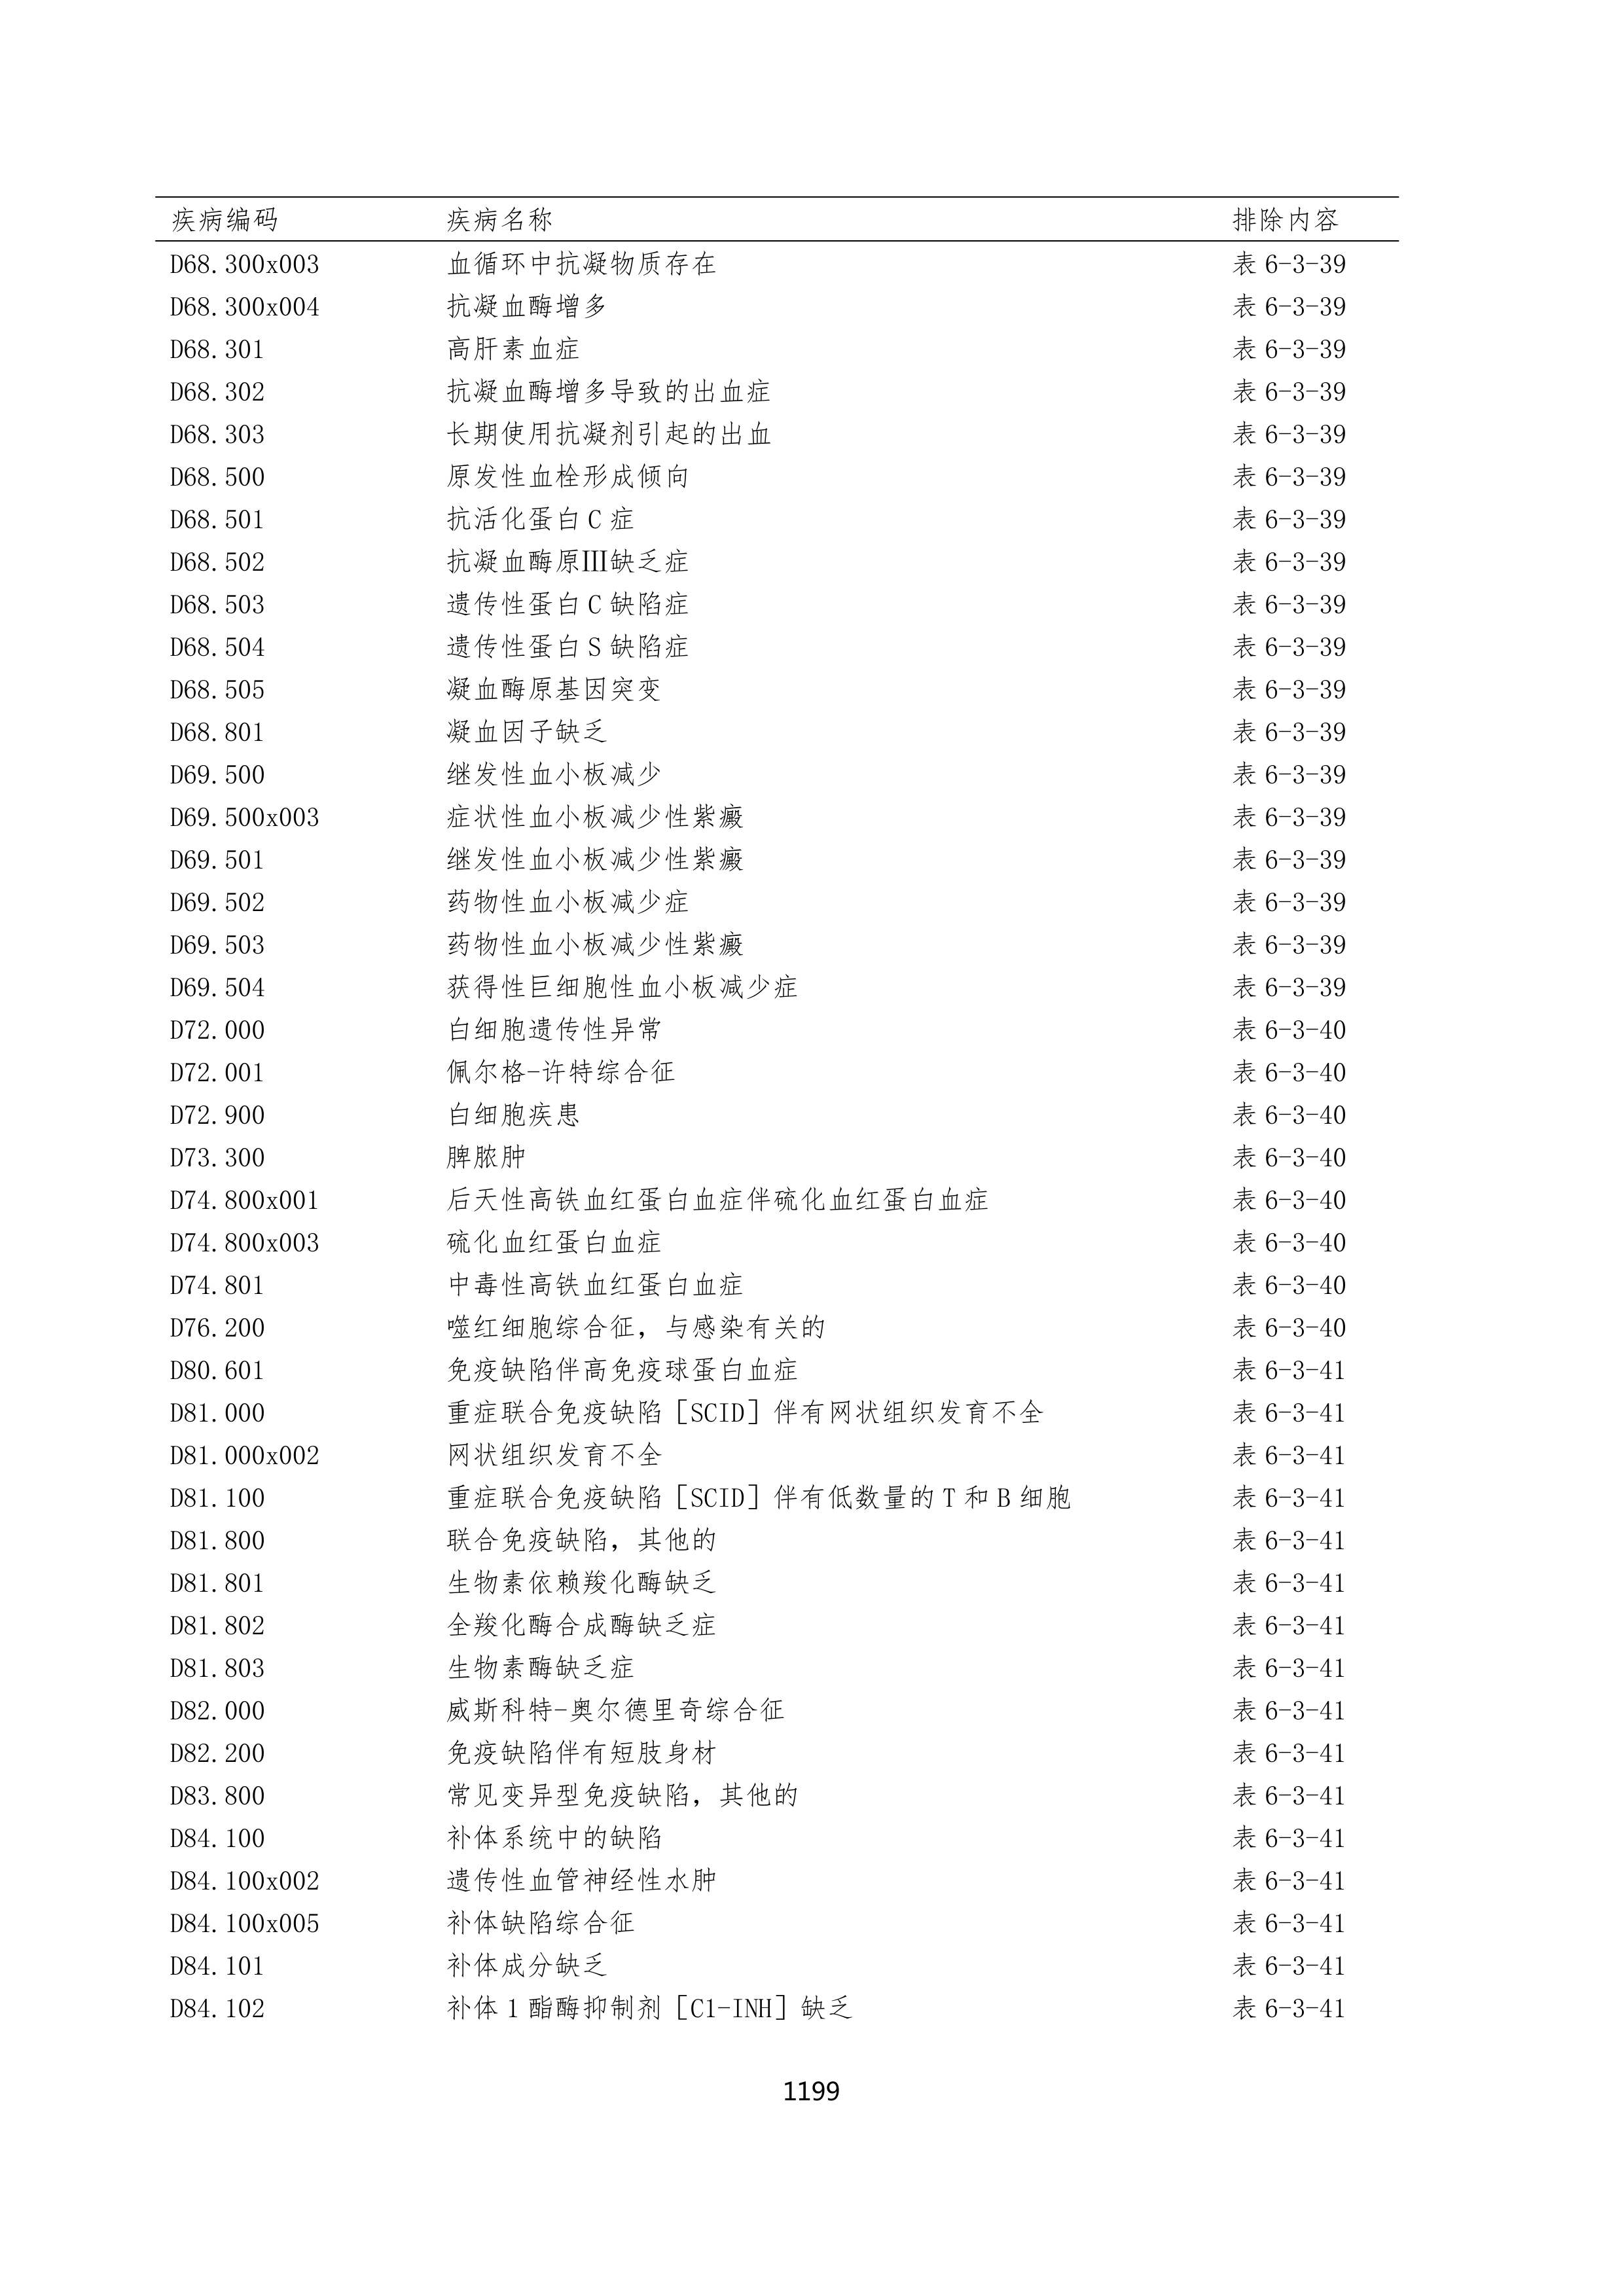 疾病编码 疾病名称 排除内容
D68.300x003 血循环中抗凝物质存在 表 6-3-39
D68.300x004 抗凝血酶增多 表 6-3-39
D68.301 高肝素血症 表 6-3-39
D68.302 抗凝血酶增多导致的出血症 表 6-3-39
D68.303 长期使用抗凝剂引起的出血 表 6-3-39
D68.500 原发性血栓形成倾向 表 6-3-39
D68.501 抗活化蛋白 C 症 表 6-3-39
D68.502 抗凝血酶原Ⅲ缺乏症 表 6-3-39
D68.503 遗传性蛋白 C 缺陷症 表 6-3-39
D68.504 遗传性蛋白 S 缺陷症 表 6-3-39
D68.505 凝血酶原基因突变 表 6-3-39
D68.801 凝血因子缺乏 表 6-3-39
D69.500 继发性血小板减少 表 6-3-39
D69.500x003 症状性血小板减少性紫癜 表 6-3-39
D69.501 继发性血小板减少性紫癜 表 6-3-39
D69.502 药物性血小板减少症 表 6-3-39
D69.503 药物性血小板减少性紫癜 表 6-3-39
D69.504 获得性巨细胞性血小板减少症 表 6-3-39
D72.000 白细胞遗传性异常 表 6-3-40
D72.001 佩尔格-许特综合征 表 6-3-40
D72.900 白细胞疾患 表 6-3-40
D73.300 脾脓肿 表 6-3-40
D74.800x001 后天性高铁血红蛋白血症伴硫化血红蛋白血症 表 6-3-40
D74.800x003 硫化血红蛋白血症 表 6-3-40
D74.801 中毒性高铁血红蛋白血症 表 6-3-40
D76.200 噬红细胞综合征，与感染有关的 表 6-3-40
D80.601 免疫缺陷伴高免疫球蛋白血症 表 6-3-41
D81.000 重症联合免疫缺陷［SCID］伴有网状组织发育不全 表 6-3-41
D81.000x002 网状组织发育不全 表 6-3-41
D81.100 重症联合免疫缺陷［SCID］伴有低数量的 T 和 B 细胞 表 6-3-41
D81.800 联合免疫缺陷，其他的 表 6-3-41
D81.801 生物素依赖羧化酶缺乏 表 6-3-41
D81.802 全羧化酶合成酶缺乏症 表 6-3-41
D81.803 生物素酶缺乏症 表 6-3-41
D82.000 威斯科特-奥尔德里奇综合征 表 6-3-41
D82.200 免疫缺陷伴有短肢身材 表 6-3-41
D83.800 常见变异型免疫缺陷，其他的 表 6-3-41
D84.100 补体系统中的缺陷 表 6-3-41
D84.100x002 遗传性血管神经性水肿 表 6-3-41
D84.100x005 补体缺陷综合征 表 6-3-41
D84.101 补体成分缺乏 表 6-3-41
D84.102 补体 1 酯酶抑制剂［C1-INH］缺乏 表 6-3-41
1199